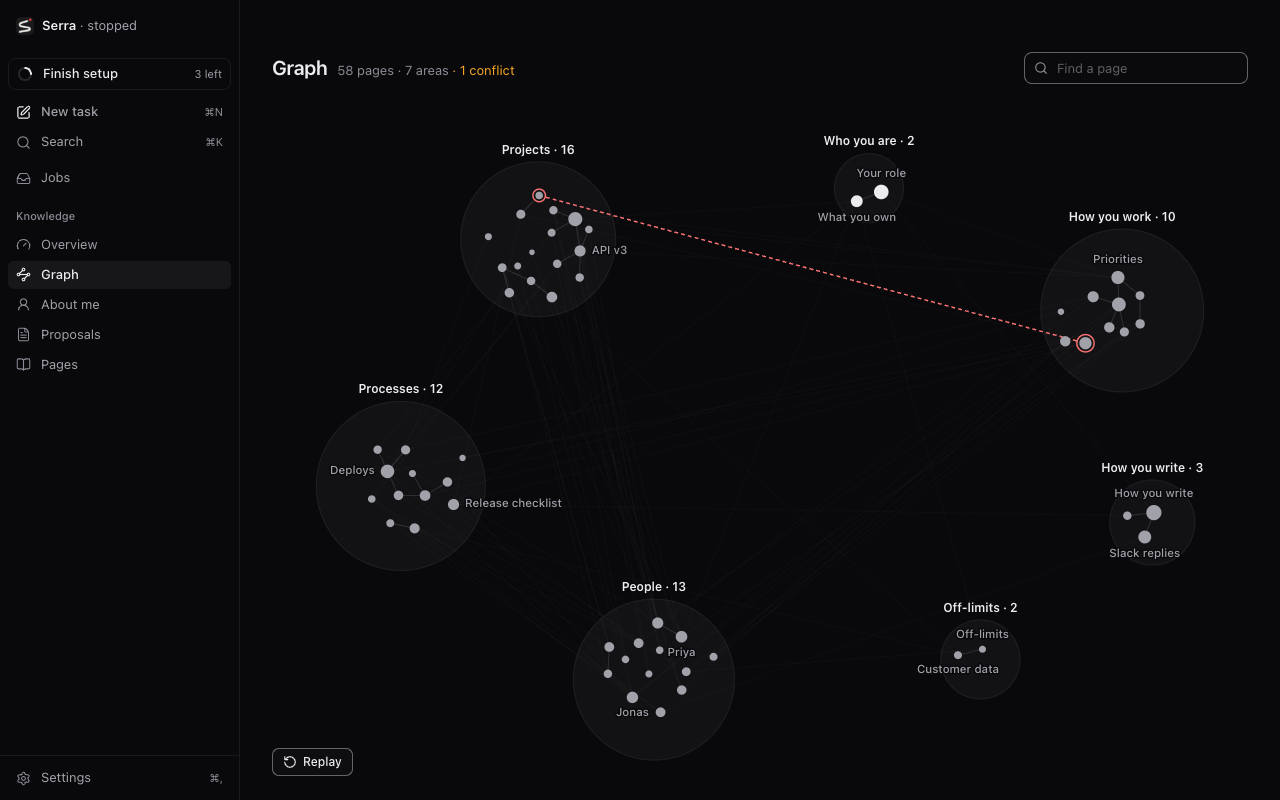 Serra · stopped
Finish setup 3 left
New task ⌘N
Search ⌘K
Jobs
Knowledge
Overview
Graph
About me
Proposals
Pages
Settings ⌘,
Graph 58 pages · 7 areas · 1 conflict
Find a page
Projects · 16
API v3
Who you are · 2
Your role
What you own
How you work · 10
Priorities
Processes · 12
Deploys
Release checklist
How you write · 3
How you write
Slack replies
People · 13
Priya
Jonas
Off-limits · 2
Off-limits
Customer data
Replay